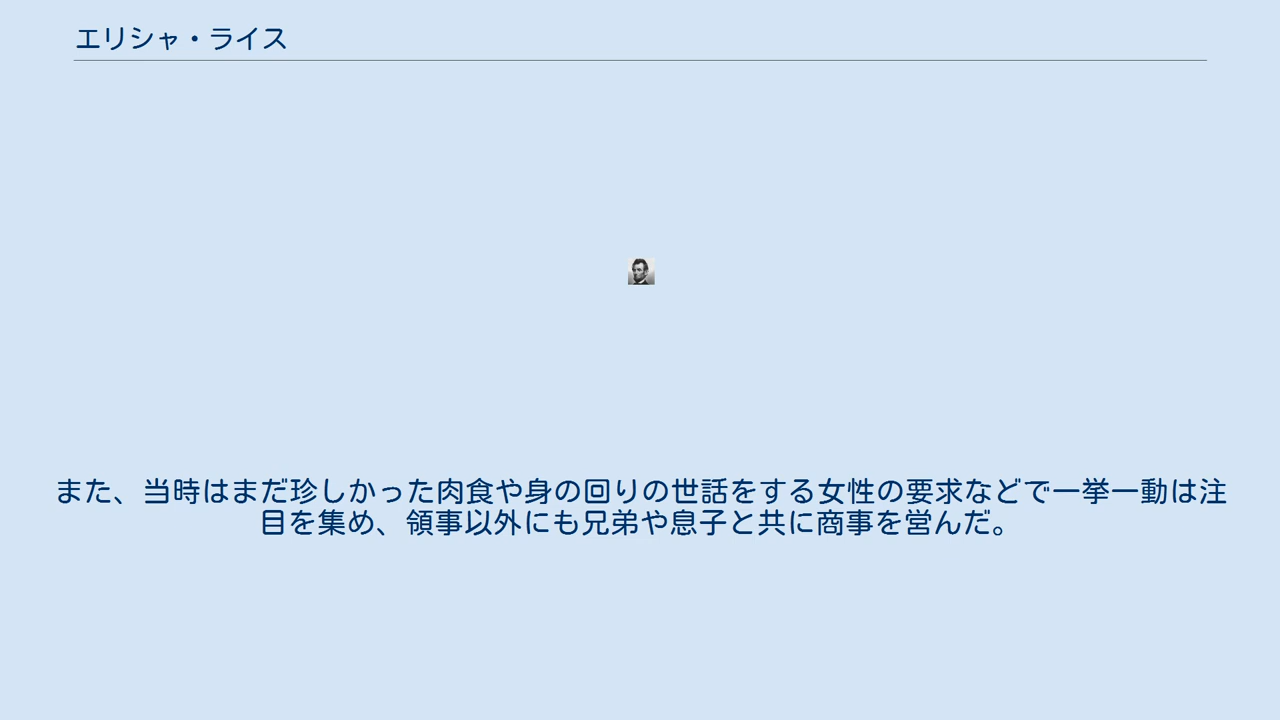 エリシャ・ライス
また、当時はまだ珍しかった肉食や身の回りの世話をする女性の要求などで一挙一動は注
目を集め、領事以外にも兄弟や息子と共に商事を営んだ。